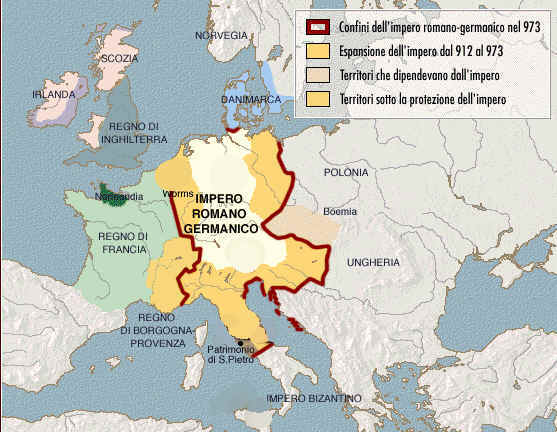 Confini dell'impero romano-germanico nel 973
Espansione dell'impero dal 912 al 973
Territori che dipendevano dall'impero
Territori sotto la protezione dell'impero
NORVEGIA
SCOZIA
IRLANDA
DANIMARCA
REGNO DI
INGHILTERRA
POLONIA
Normandia
Worms
IMPERO
ROMANO
GERMANICO
Boemia
REGNO DI
FRANCIA
UNGHERIA
REGNO
DI BORGOGNA-
PROVENZA
Patrimonio
di S.Pietro
IMPERO BIZANTINO